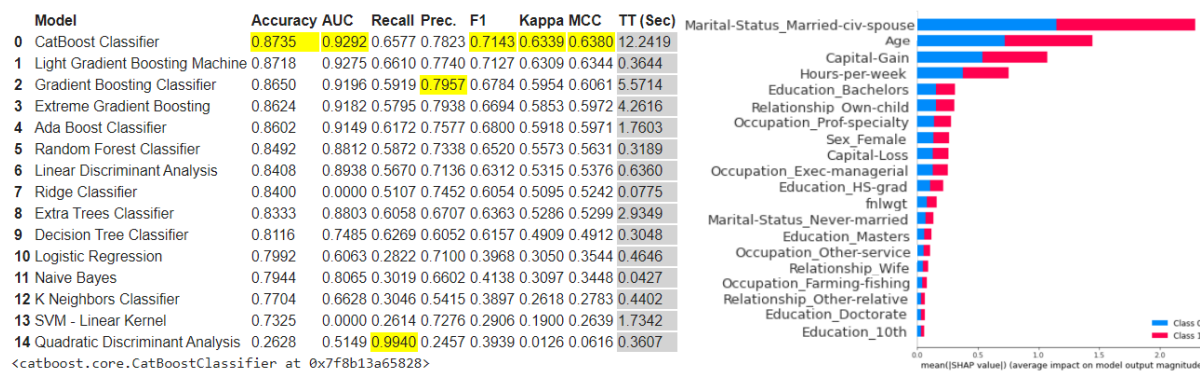 Model Accuracy AUC Recall Prec. F1 Kappa MCC TT (Sec)
0 CatBoost Classifier 0.8735 0.9292 0.6577 0.7823 0.7143 0.6339 0.6380 12.2419
1 Light Gradient Boosting Machine 0.8718 0.9275 0.6610 0.7740 0.7127 0.6309 0.6344 0.3644
2 Gradient Boosting Classifier 0.8650 0.9196 0.5919 0.7957 0.6784 0.5954 0.6061 5.5714
3 Extreme Gradient Boosting 0.8624 0.9182 0.5795 0.7938 0.6694 0.5853 0.5972 4.2616
4 Ada Boost Classifier 0.8602 0.9149 0.6172 0.7577 0.6800 0.5918 0.5971 1.7603
5 Random Forest Classifier 0.8492 0.8812 0.5872 0.7338 0.6520 0.5573 0.5631 0.3189
6 Linear Discriminant Analysis 0.8408 0.8938 0.5670 0.7136 0.6312 0.5315 0.5376 0.6360
7 Ridge Classifier 0.8400 0.0000 0.5107 0.7452 0.6054 0.5095 0.5242 0.0775
8 Extra Trees Classifier 0.8333 0.8803 0.6058 0.6707 0.6363 0.5286 0.5299 2.9349
9 Decision Tree Classifier 0.8116 0.7485 0.6269 0.6052 0.6157 0.4909 0.4912 0.3048
10 Logistic Regression 0.7992 0.6063 0.2822 0.7100 0.3968 0.3050 0.3544 0.4646
11 Naive Bayes 0.7944 0.8065 0.3019 0.6602 0.4138 0.3097 0.3448 0.0427
12 K Neighbors Classifier 0.7704 0.6628 0.3046 0.5415 0.3897 0.2618 0.2783 0.4402
13 SVM - Linear Kernel 0.7325 0.0000 0.2614 0.7276 0.2906 0.1900 0.2639 1.7342
14 Quadratic Discriminant Analysis 0.2628 0.5149 0.9940 0.2457 0.3939 0.0126 0.0616 0.3607
<catboost.core.CatBoostClassifier at 0x7f8b13a65828>
Marital-Status_Married-civ-spouse
Age
Capital-Gain
Hours-per-week
Education_Bachelors
Relationship_Own-child
Occupation_Prof-specialty
Sex_Female
Capital-Loss
Occupation_Exec-managerial
Education_HS-grad
fnlwgt
Marital-Status_Never-married
Education_Masters
Occupation_Other-service
Relationship_Wife
Occupation_Farming-fishing
Relationship_Other-relative
Education_Doctorate
Education_10th
Class 0
Class 1
0.0 0.5 1.0 1.5 2.0
mean(|SHAP value|) (average impact on model output magnitude